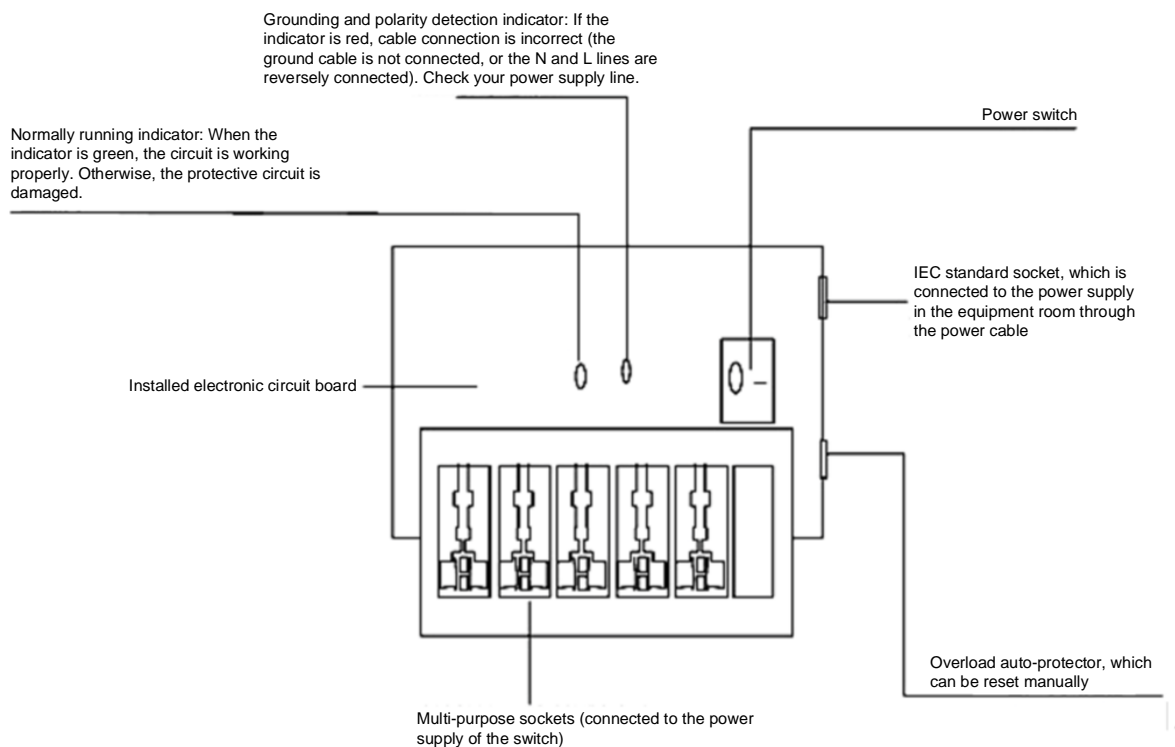 Grounding and polarity detection indicator: If the
indicator is red, cable connection is incorrect (the
ground cable is not connected, or the N and L lines are
reversely connected). Check your power supply line.
Power switch
Normally running indicator: When the
indicator is green, the circuit is working
properly. Otherwise, the protective circuit is
damaged.
IEC standard socket, which is
connected to the power supply
in the equipment room through
the power cable
Installed electronic circuit board
Overload auto-protector, which
can be reset manually
Multi-purpose sockets (connected to the power
supply of the switch)